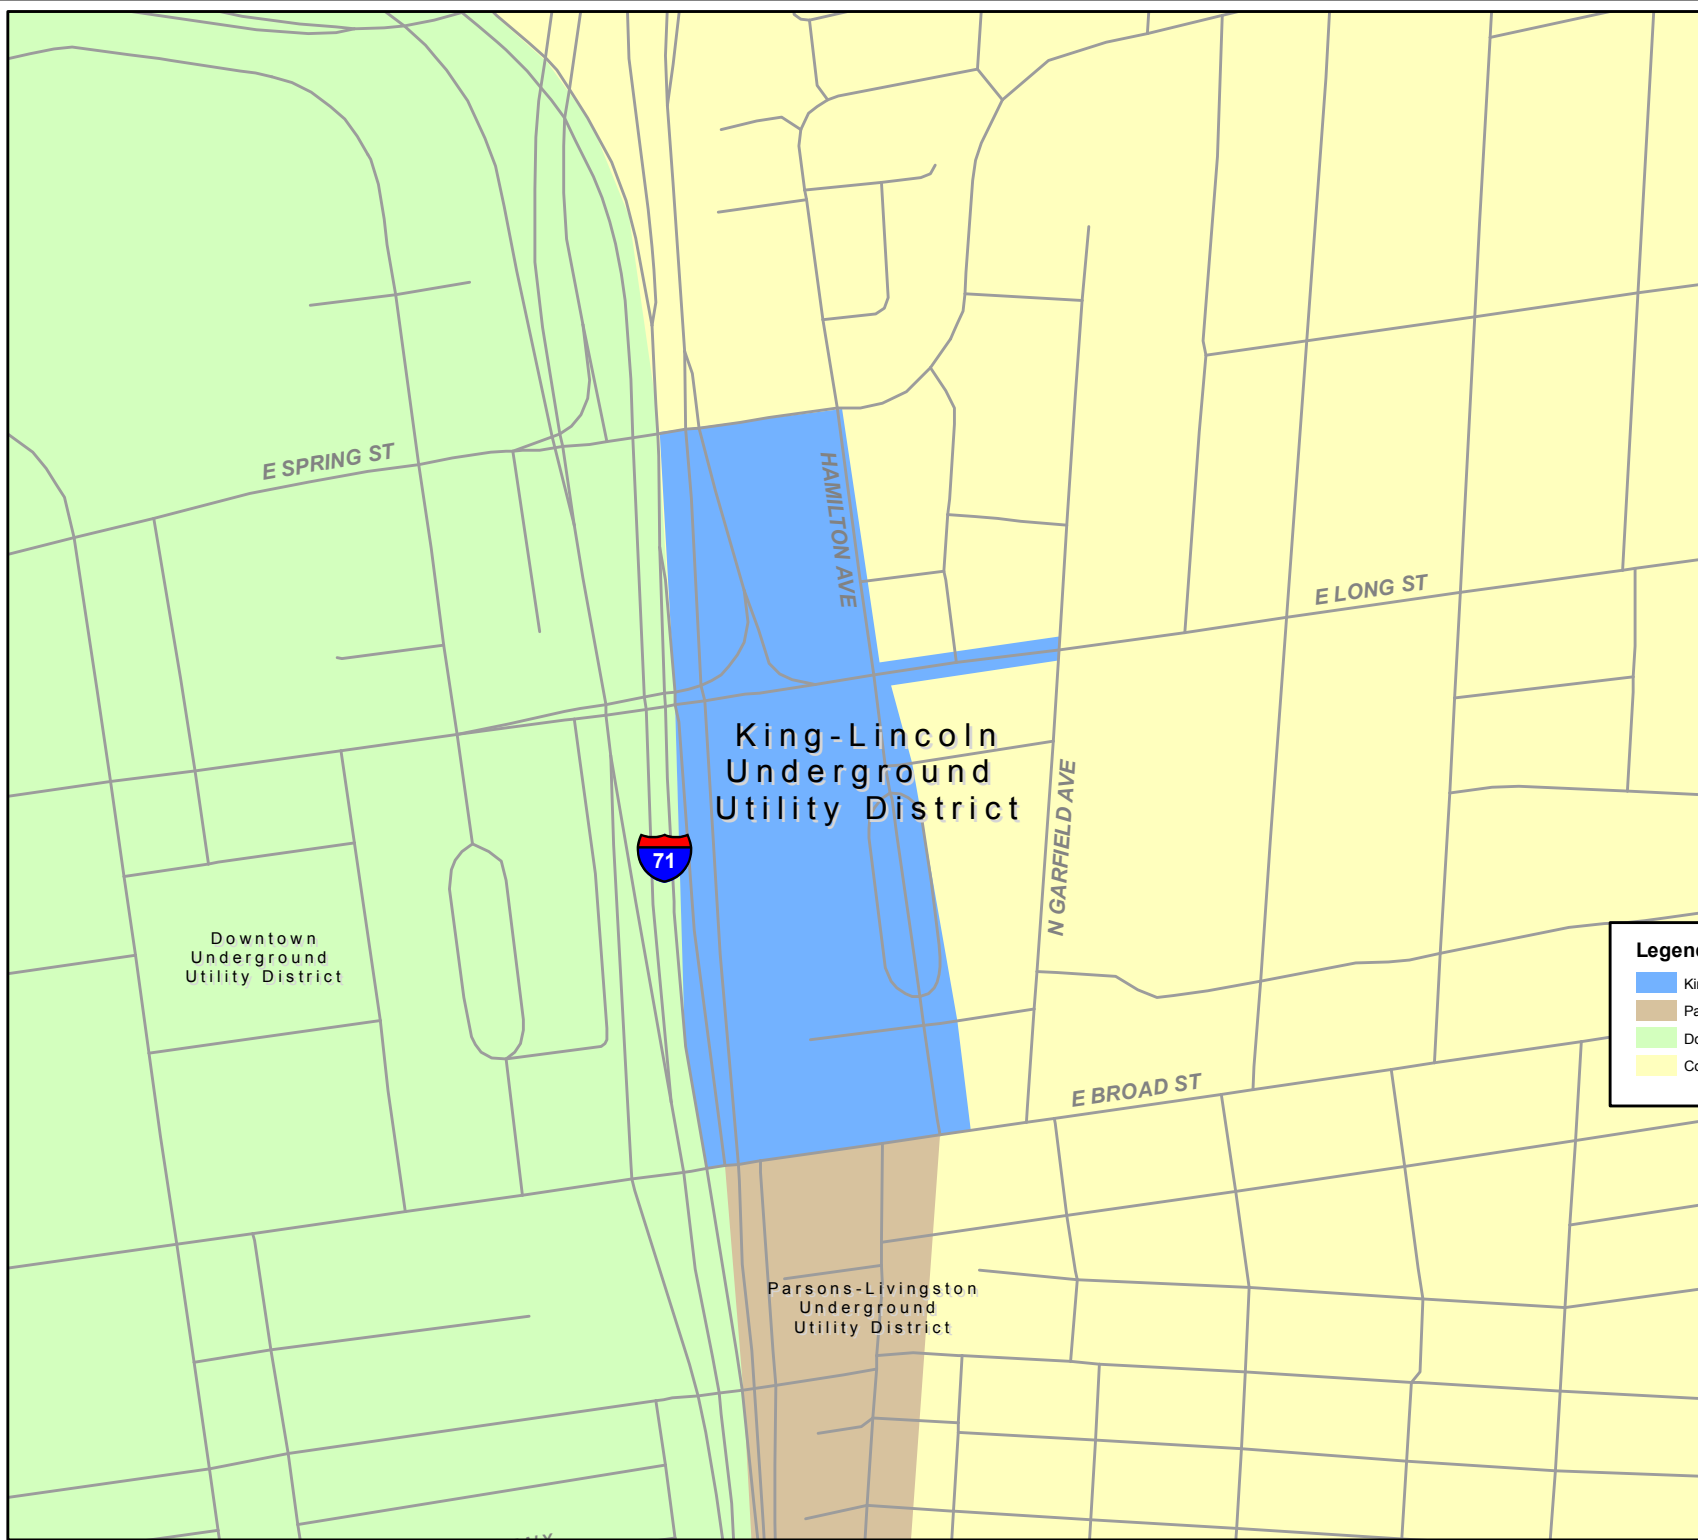 E SPRING ST
HAMILTON AVE
E LONG ST
King-Lincoln
Underground
Utility District
N GARFIELD AVE
71
Downtown
Underground
Utility District
E BROAD ST
Parsons-Livingston
Underground
Utility District